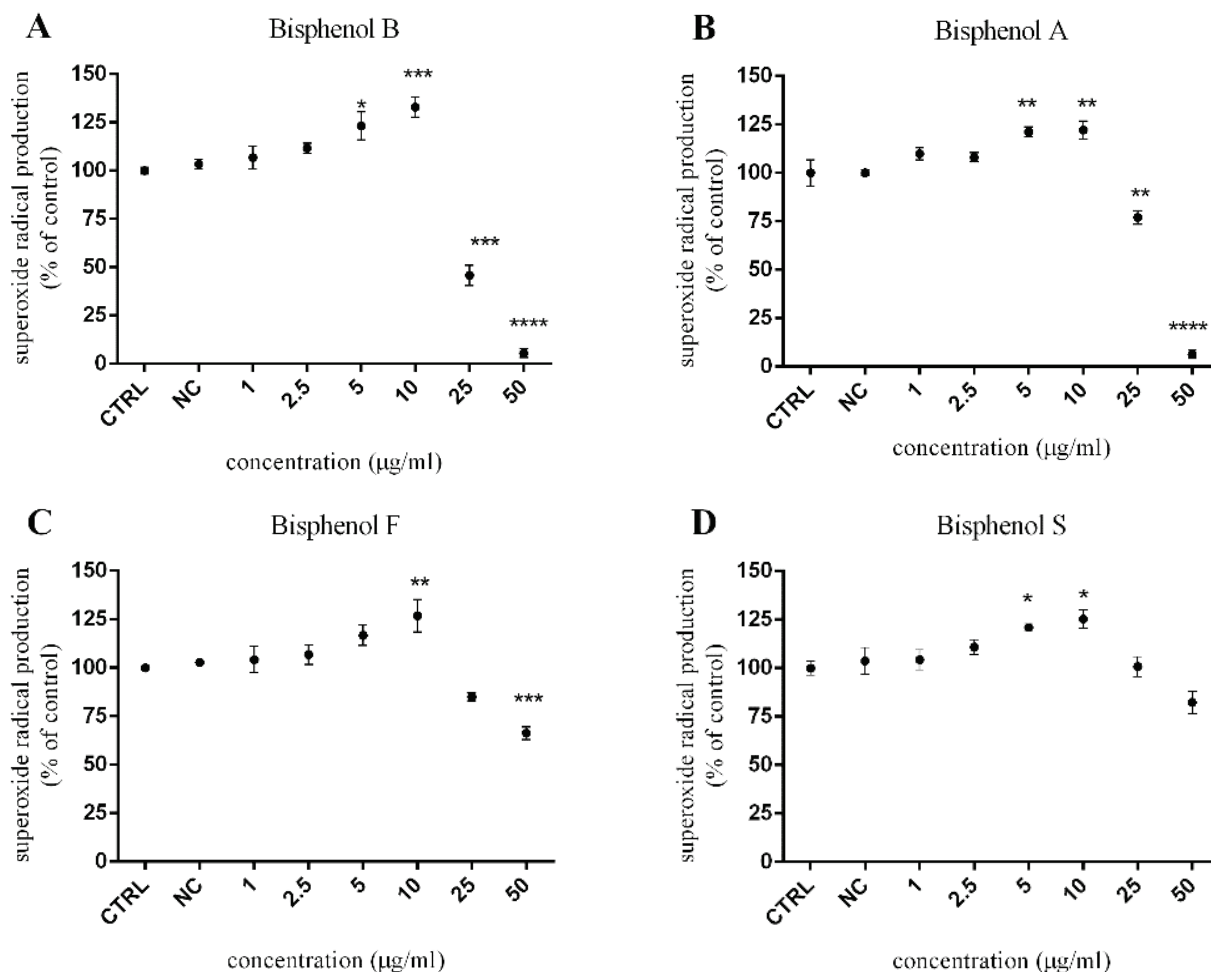 A
Bisphenol B
superoxide radical production
(% of control)
150
125
100
75
50
25
0
*
***
***
****
CTRL
NC
1
2.5
5
10
25
50
concentration (µg/ml)
B
Bisphenol A
superoxide radical production
(% of control)
150
125
100
75
50
25
0
**
**
**
****
CTRL
NC
1
2.5
5
10
25
50
concentration (µg/ml)
C
Bisphenol F
superoxide radical production
(% of control)
150
125
100
75
50
25
0
**
***
CTRL
NC
1
2.5
5
10
25
50
concentration (µg/ml)
D
Bisphenol S
superoxide radical production
(% of control)
150
125
100
75
50
25
0
*
*
CTRL
NC
1
2.5
5
10
25
50
concentration (µg/ml)